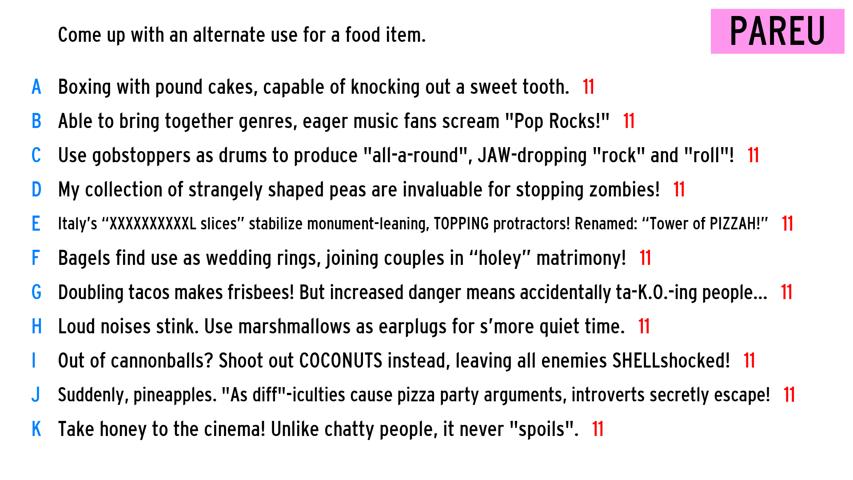 Come up with an alternate use for a food item.
PAREU
A Boxing with pound cakes, capable of knocking out a sweet tooth. 11
B Able to bring together genres, eager music fans scream "Pop Rocks!" 11
C Use gobstoppers as drums to produce "all-a-round", JAW-dropping "rock" and "roll"! 11
D My collection of strangely shaped peas are invaluable for stopping zombies! 11
E Italy's “XXXXXXXXXXL slices” stabilize monument-leaning, TOPPING protractors! Renamed: “Tower of PIZZAH!” 11
F Bagels find use as wedding rings, joining couples in “holey” matrimony! 11
G Doubling tacos makes frisbees! But increased danger means accidentally ta-K.O.-ing people... 11
H Loud noises stink. Use marshmallows as earplugs for s’more quiet time. 11
I Out of cannonballs? Shoot out COCONUTS instead, leaving all enemies SHELLshocked! 11
J Suddenly, pineapples. "As diff"-iculties cause pizza party arguments, introverts secretly escape! 11
K Take honey to the cinema! Unlike chatty people, it never "spoils". 11